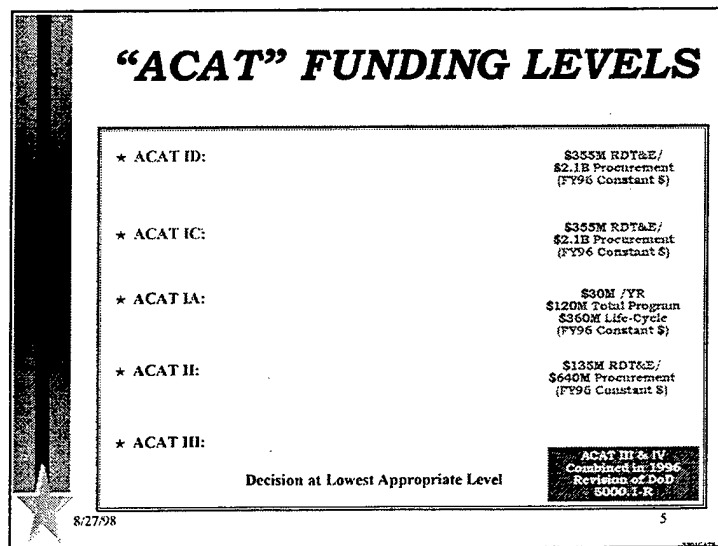 "ACAT" FUNDING LEVELS
★ ACAT ID:
$355M RDT&E/
$2.1B Procurement
(FY96 Constant $)
★ ACAT IC:
$355M RDT&E/
$2.1B Procurement
(FY96 Constant $)
★ ACAT IA:
$30M /YR
$120M Total Program
$360M Life-Cycle
(FY96 Constant $)
★ ACAT II:
$135M RDT&E/
$640M Procurement
(FY96 Constant $)
★ ACAT III:
Decision at Lowest Appropriate Level
ACAT III & IV
Combined in 1996
Revision of DoD
5000.1-R
8/27/98
5